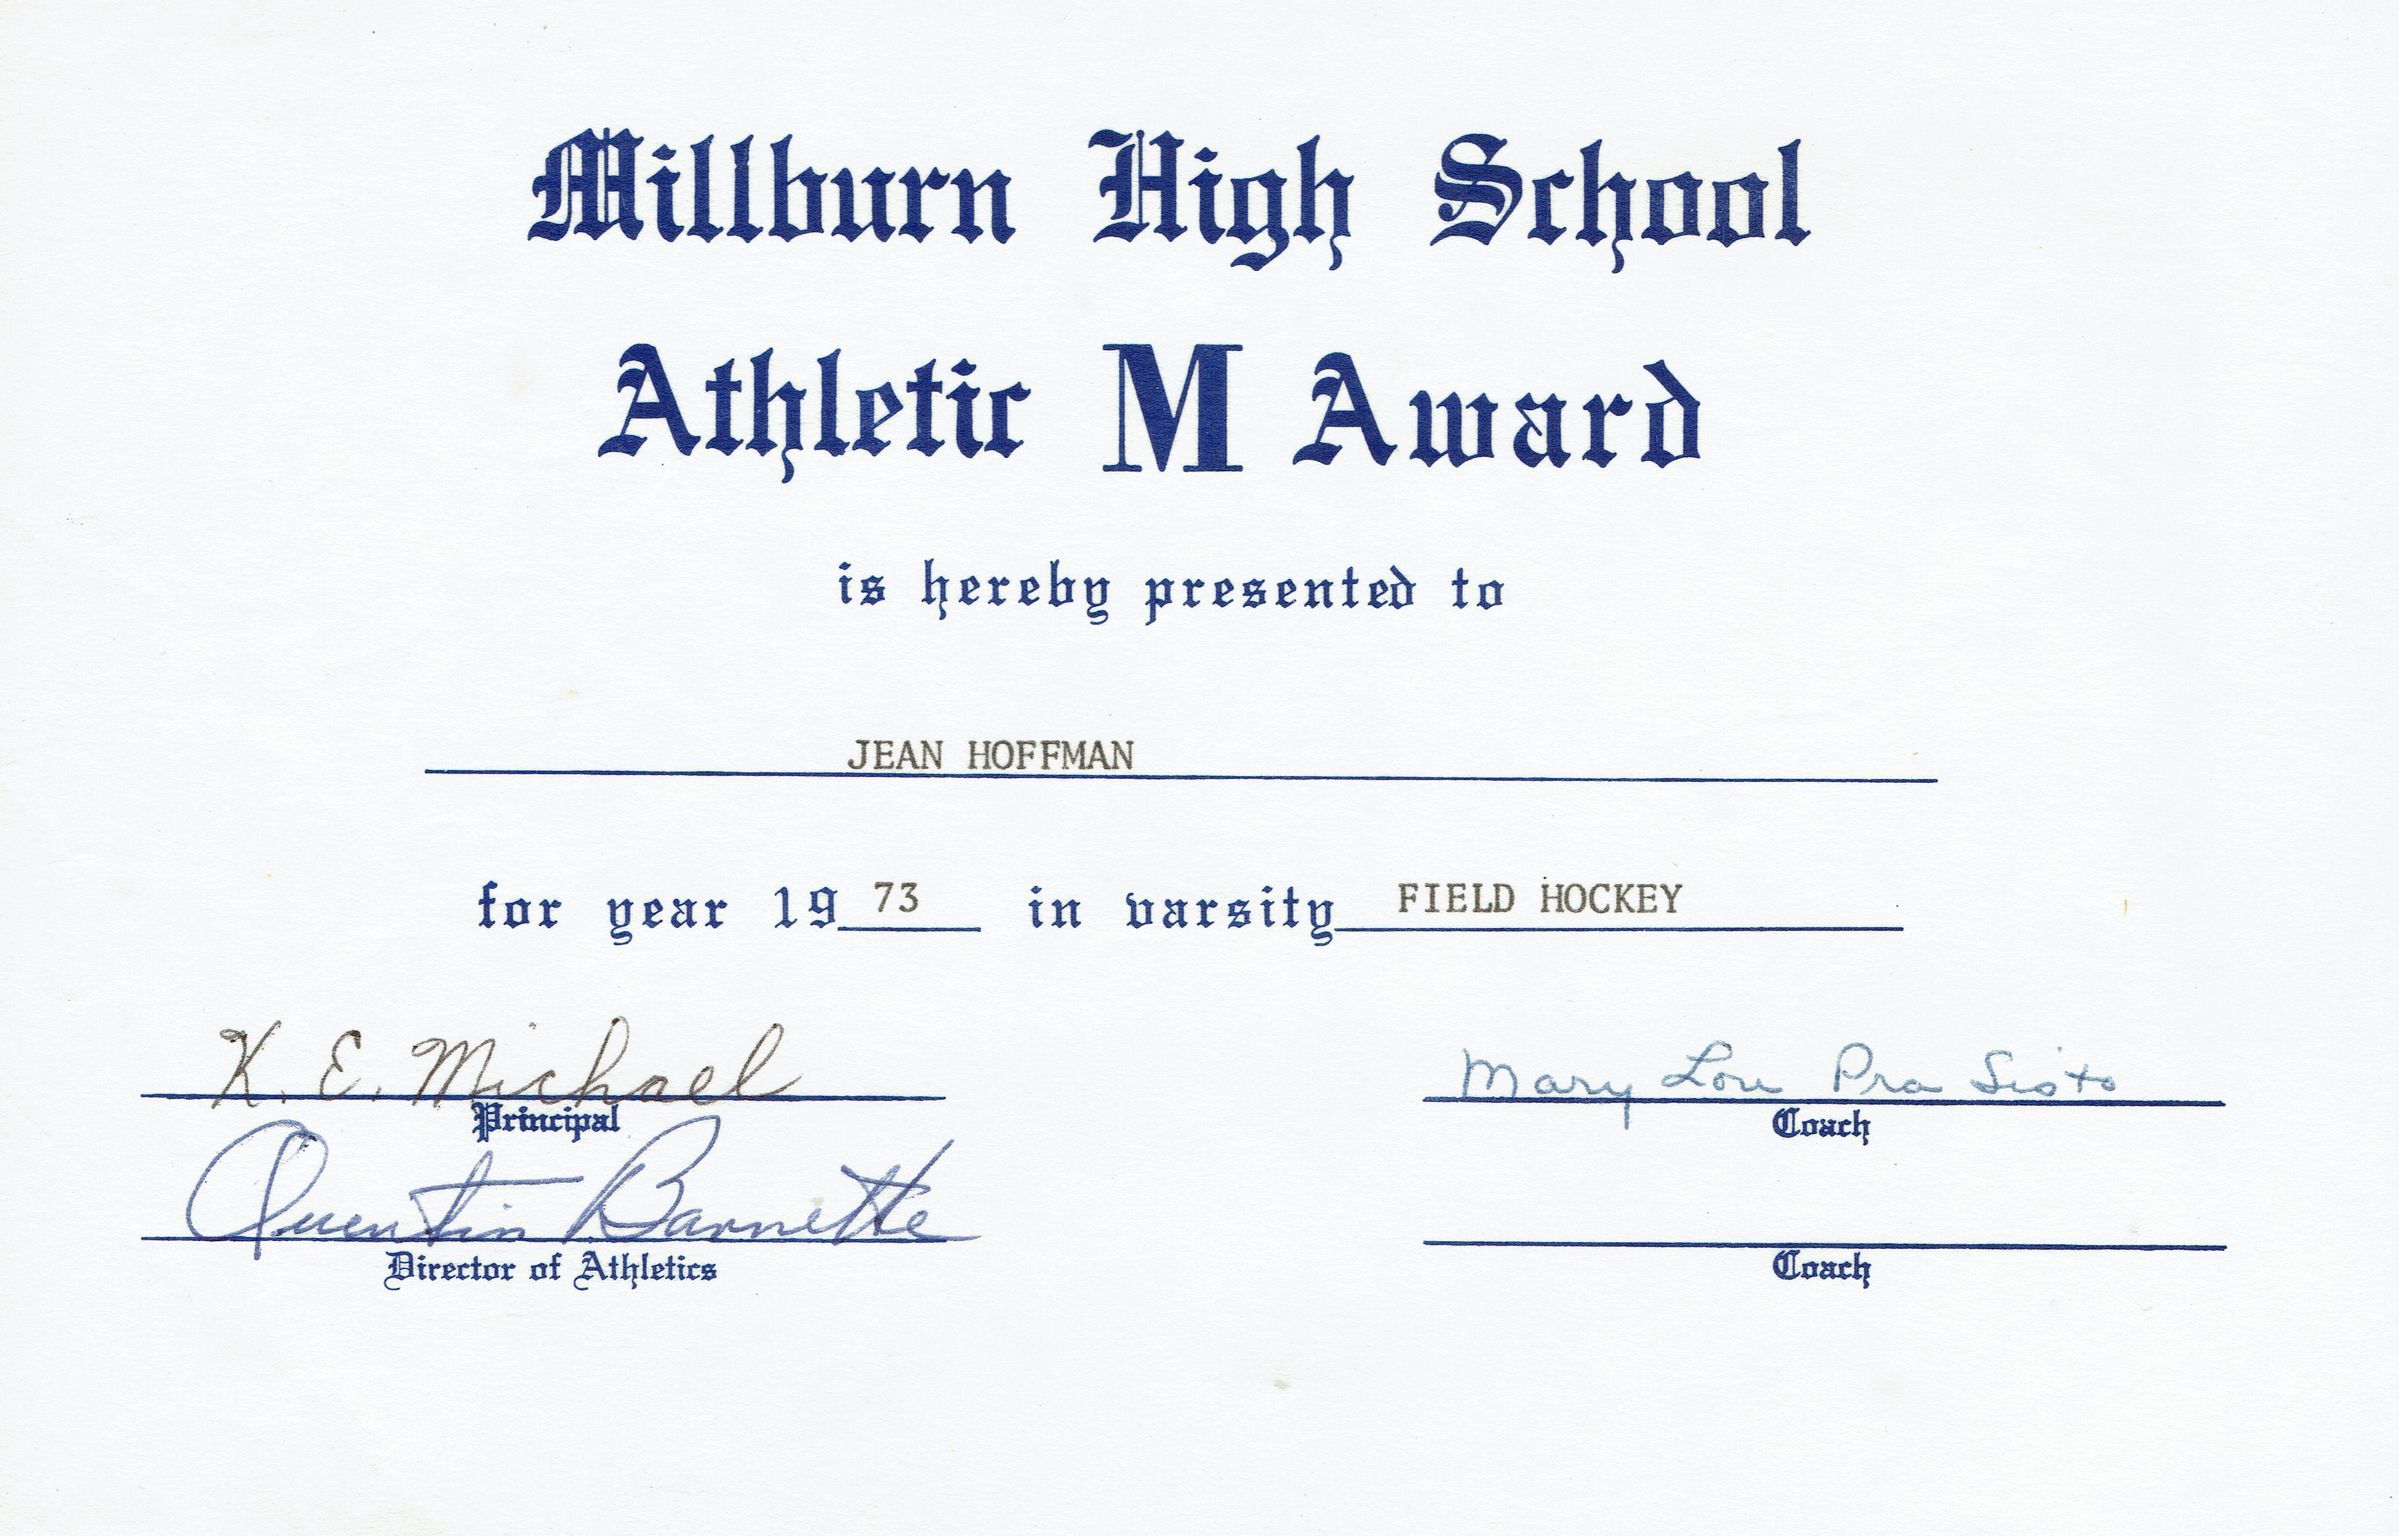 Millburn High School
Athletic M Award
is hereby presented to
JEAN HOFFMAN
for year 19 73 in varsity FIELD HOCKEY
K. E. Michael
Principal
Mary Lou Pra Sisto
Coach
Quentin Barnette
Director of Athletics
Coach